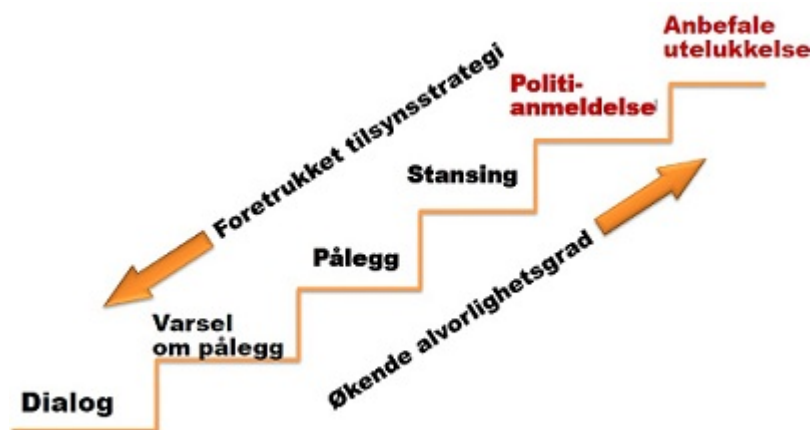 Anbefale
utelukkelse
Politi-
anmeldelse
Foretrukket tilsynsstrategi
Stansing
Pålegg
Økende alvorlighetsgrad
Varsel
om pålegg
Dialog